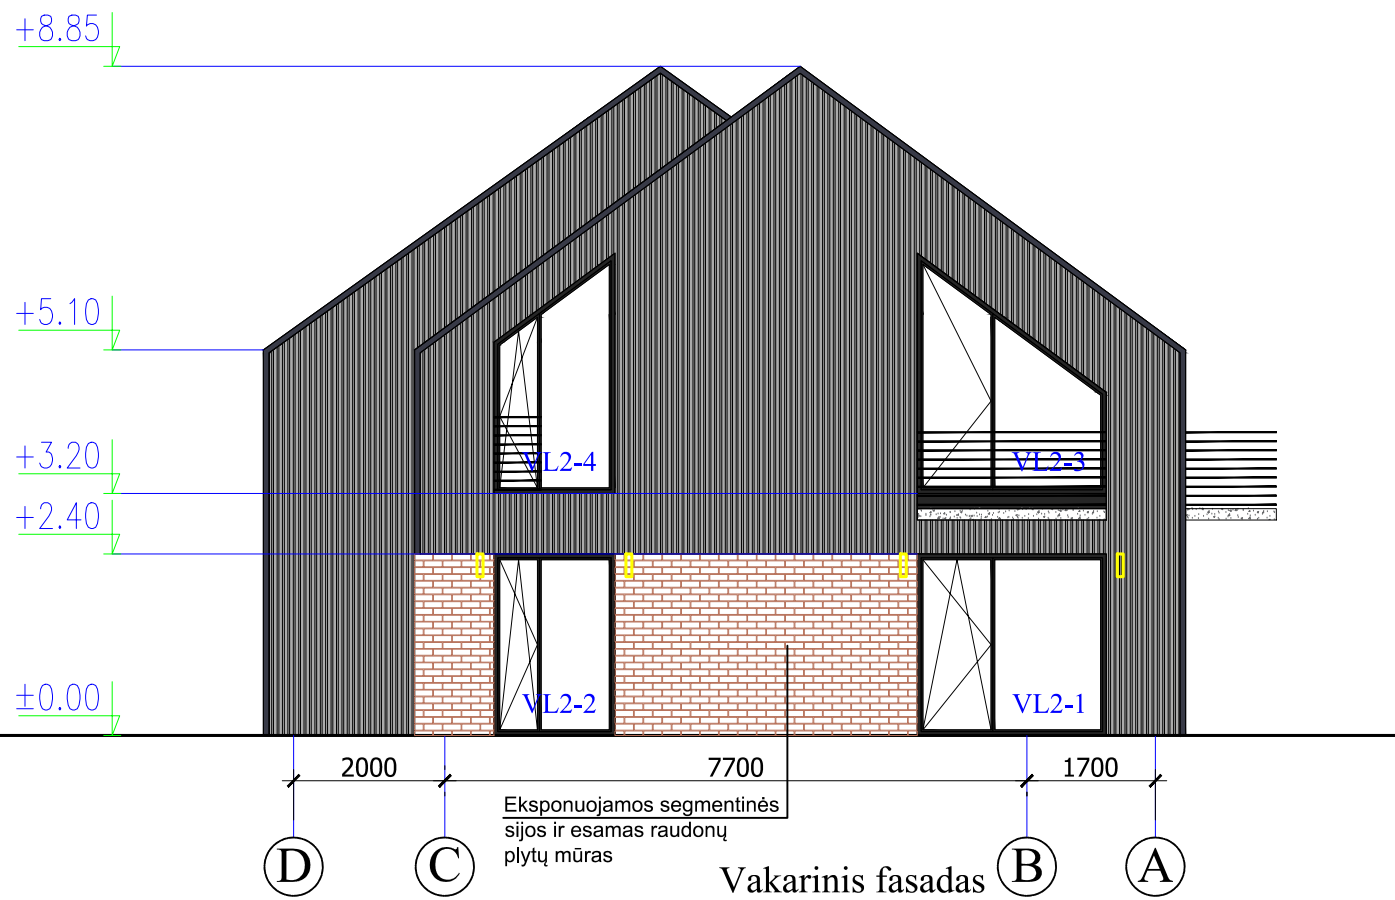 +8.85
+5.10
+3.20
+2.40
±0.00
VL2-4
VL2-3
VL2-2
VL2-1
2000
7700
1700
Eksponuojamos segmentinės
sijos ir esamas raudonų
plytų mūras
D
C
B
A
Vakarinis fasadas